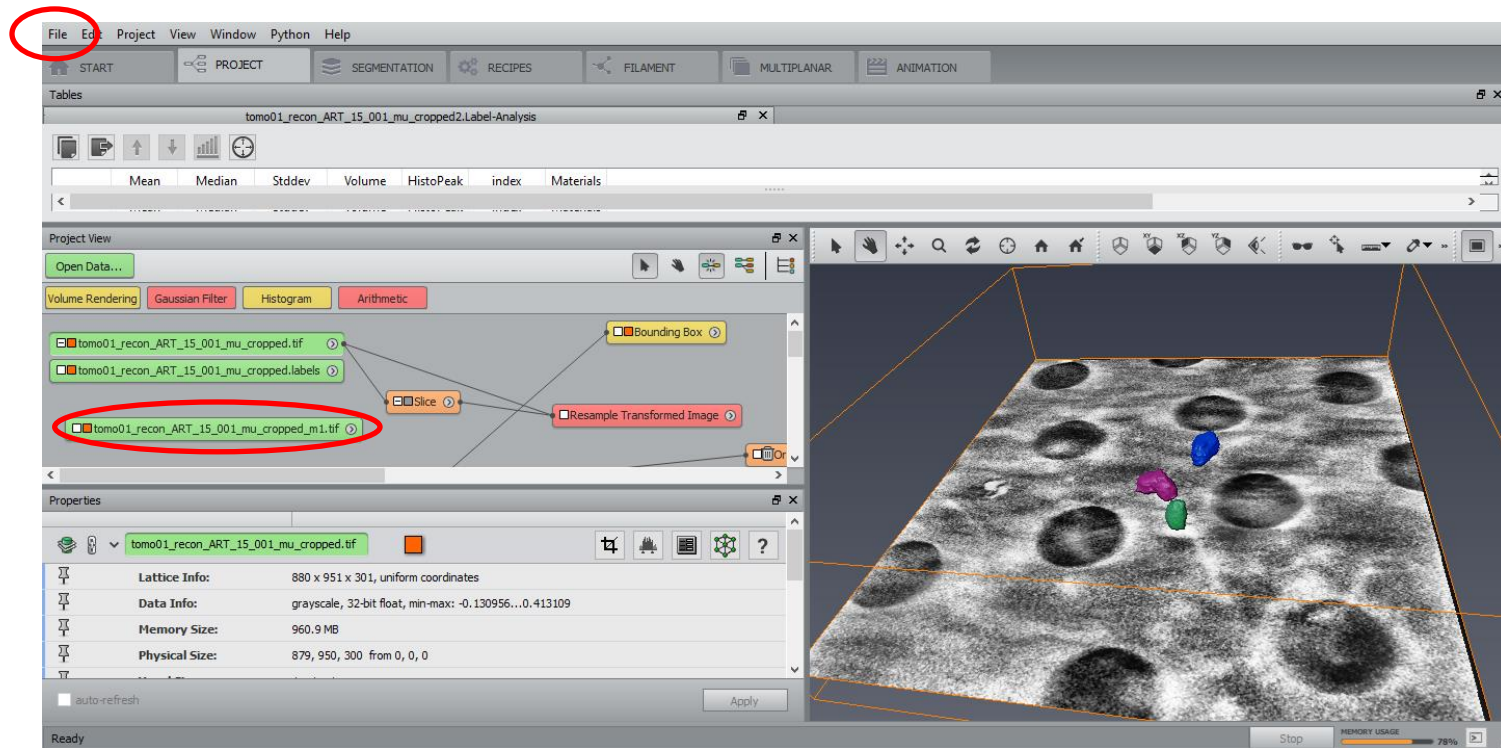 File Edit Project View Window Python Help
START PROJECT SEGMENTATION RECIPES FILAMENT MULTIPLANAR ANIMATION
Tables
tomo01_recon_ART_15_001_mu_cropped2.Label-Analysis
Mean Median Stddev Volume HistoPeak index Materials
Project View
Open Data...
Volume Rendering Gaussian Filter Histogram Arithmetic
Bounding Box
tomo01_recon_ART_15_001_mu_cropped.tif
tomo01_recon_ART_15_001_mu_cropped.labels
Slice
Resample Transformed Image
tomo01_recon_ART_15_001_mu_cropped_m1.tif
Or
Properties
tomo01_recon_ART_15_001_mu_cropped.tif
Lattice Info: 880 x 951 x 301, uniform coordinates
Data Info: grayscale, 32-bit float, min-max: -0.130956...0.413109
Memory Size: 960.9 MB
Physical Size: 879, 950, 300 from 0, 0, 0
auto-refresh Apply
Ready Stop MEMORY USAGE 78%
XY XZ YZ